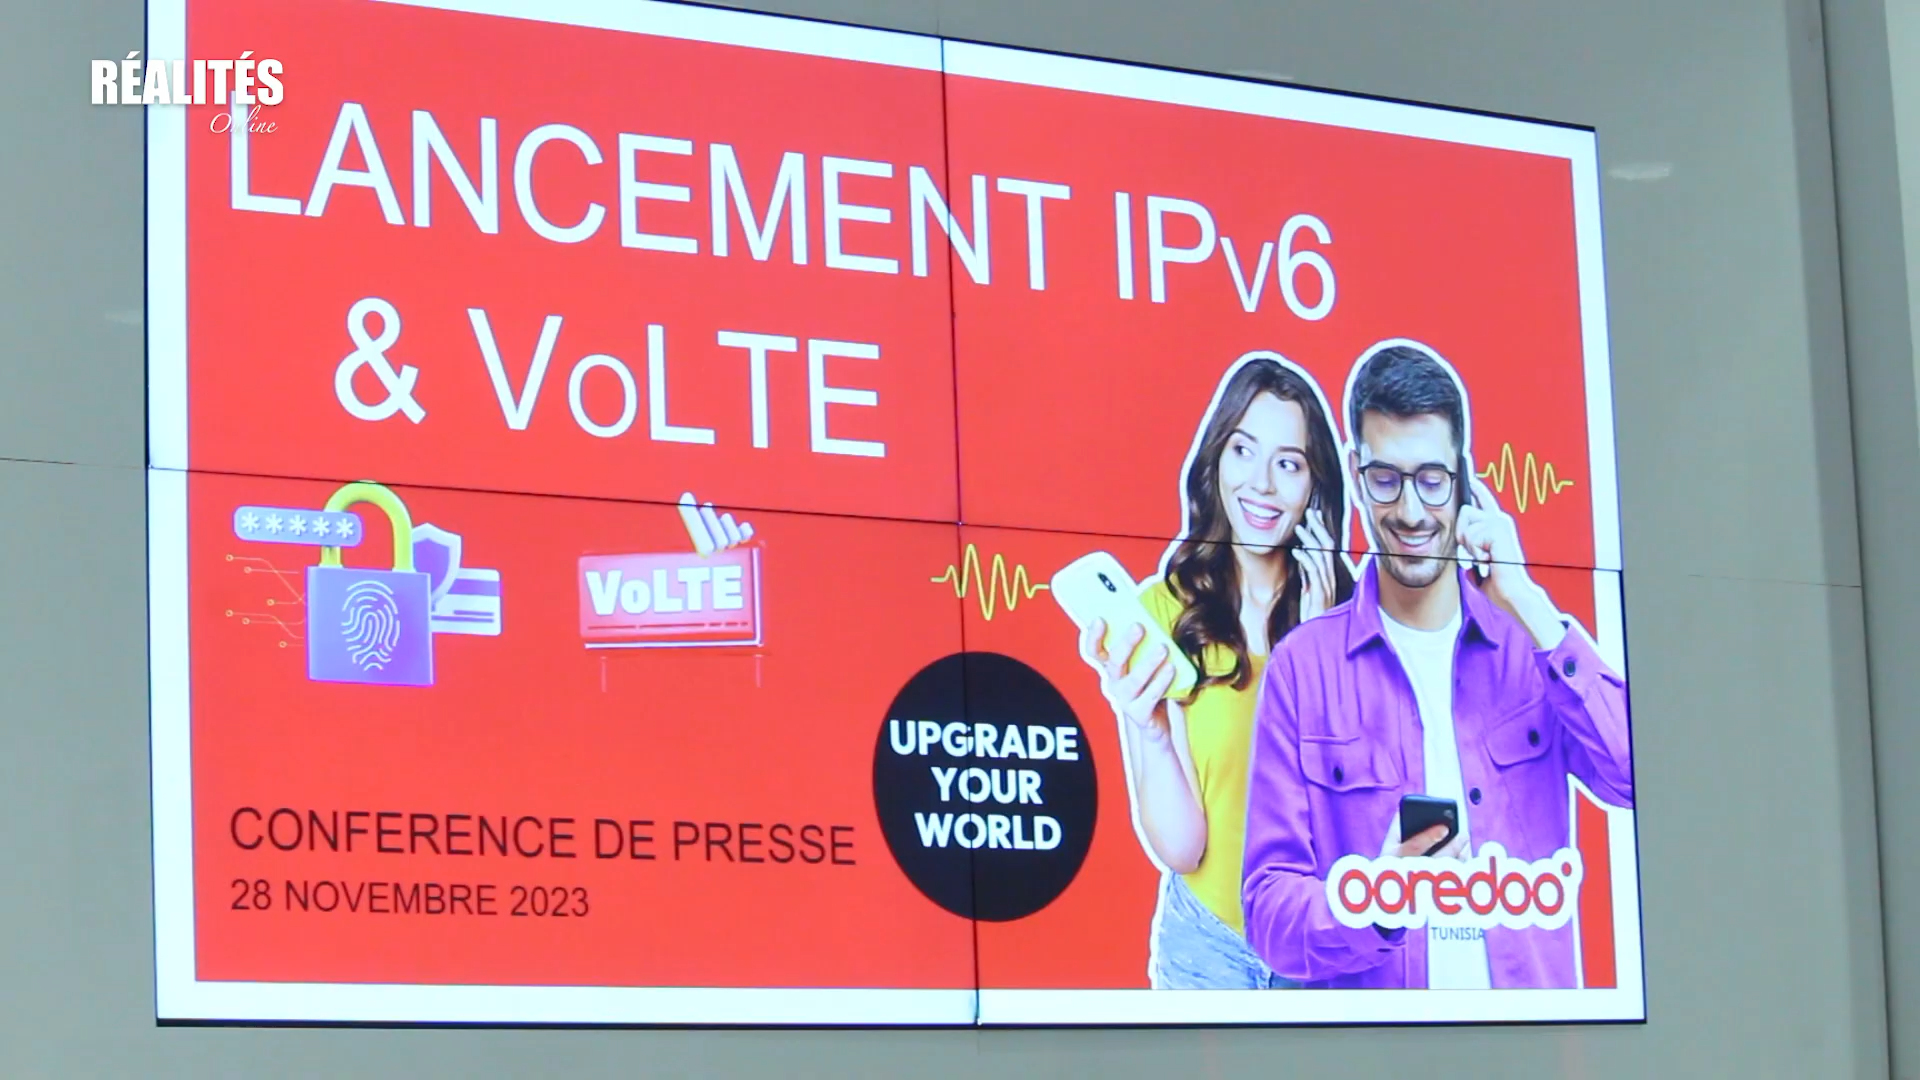 RÉALITÉS
Online
LANCEMENT IPv6
& VoLTE
*****
VoLTE
UPGRADE
YOUR
WORLD
CONFERENCE DE PRESSE
28 NOVEMBRE 2023
ooredoo
TUNISIA